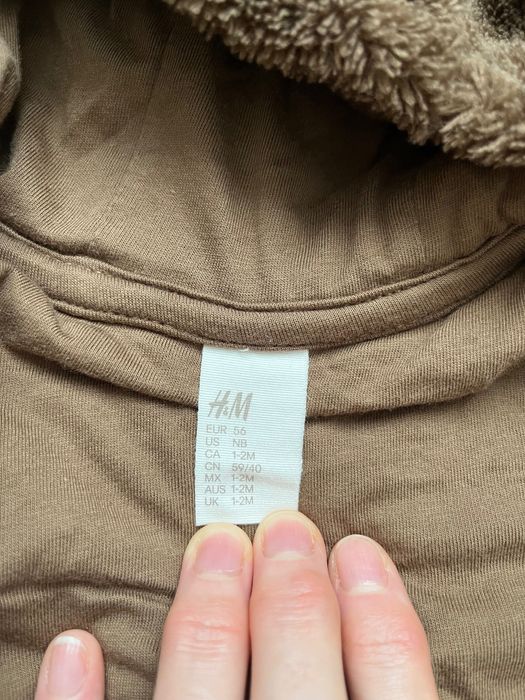 H&M
EUR 56
US NB
CA 1-2M
CN 59/40
MX 1-2M
AUS 1-2M
UK 1-2M